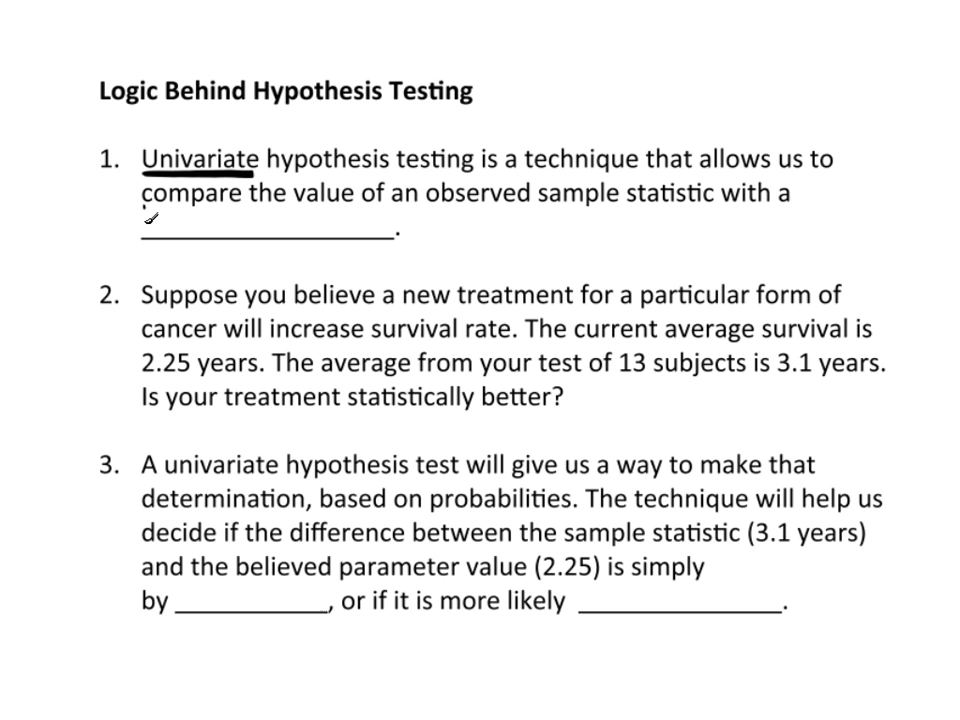 Logic Behind Hypothesis Testing
1. Univariate hypothesis testing is a technique that allows us to
compare the value of an observed sample statistic with a
____________________.
2. Suppose you believe a new treatment for a particular form of
cancer will increase survival rate. The current average survival is
2.25 years. The average from your test of 13 subjects is 3.1 years.
Is your treatment statistically better?
3. A univariate hypothesis test will give us a way to make that
determination, based on probabilities. The technique will help us
decide if the difference between the sample statistic (3.1 years)
and the believed parameter value (2.25) is simply
by ____________, or if it is more likely ________________.